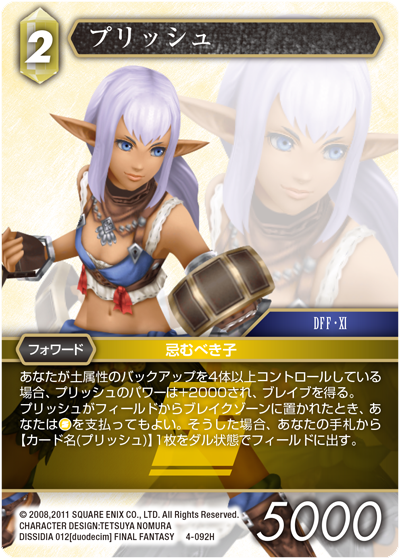 2
プリッシュ
DFF・XI
フォワード
忌むべき子
あなたが土属性のバックアップを4体以上コントロールしている
場合、プリッシュのパワーは+2000され、ブレイブを得る。
プリッシュがフィールドからブレイクゾーンに置かれたとき、あ
なたは を支払ってもよい。そうした場合、あなたの手札から
【カード名(プリッシュ)】1枚をダル状態でフィールドに出す。
© 2008,2011 SQUARE ENIX CO., LTD. All Rights Reserved.
CHARACTER DESIGN:TETSUYA NOMURA
DISSIDIA 012[duodecim] FINAL FANTASY 4-092H
5000